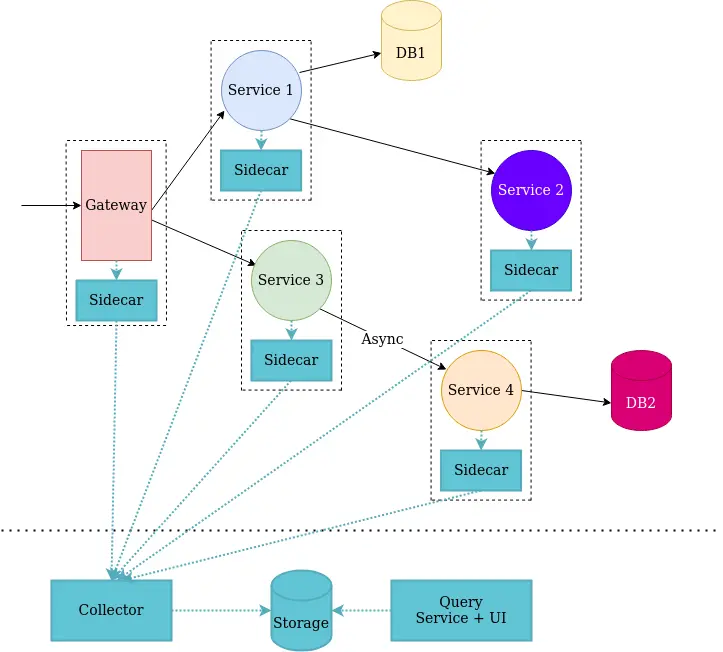 DB1
Service 1
Sidecar
Service 2
Gateway
Sidecar
Service 3
Sidecar
Sidecar
Async
Service 4
DB2
Sidecar
Collector
Storage
Query
Service + UI